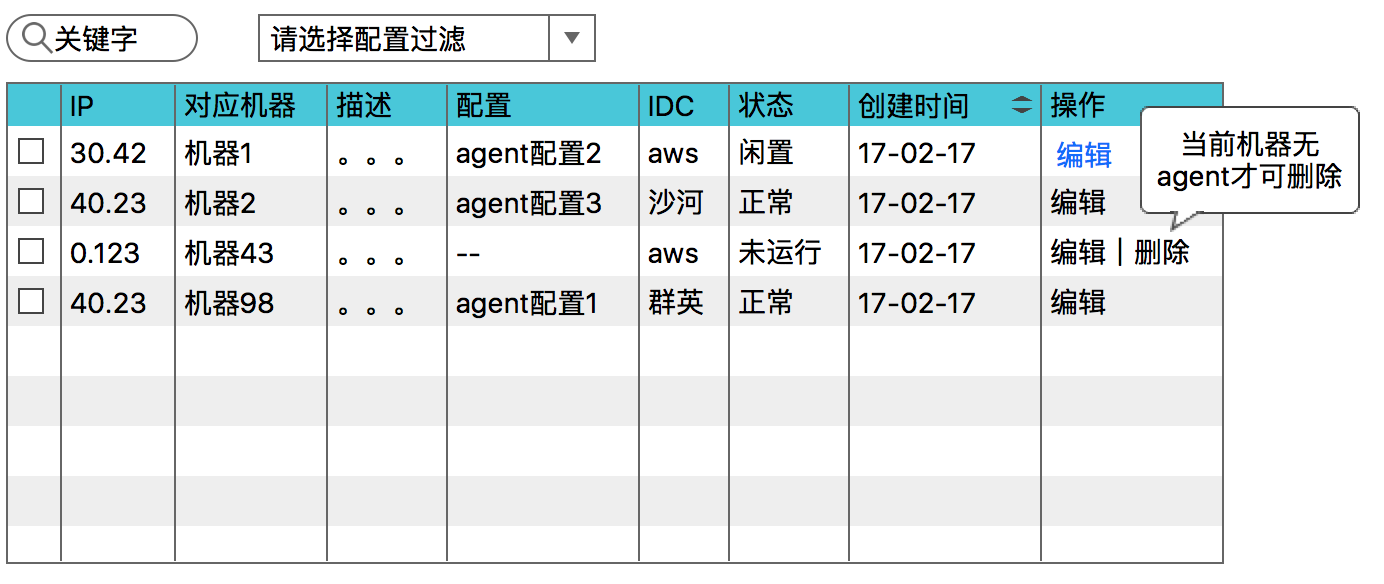 关键字
请选择配置过滤
IP 对应机器 描述 配置 IDC 状态 创建时间 操作
30.42 机器1 。。。 agent配置2 aws 闲置 17-02-17 编辑
40.23 机器2 。。。 agent配置3 沙河 正常 17-02-17 编辑
0.123 机器43 。。。 -- aws 未运行 17-02-17 编辑｜删除
40.23 机器98 。。。 agent配置1 群英 正常 17-02-17 编辑
当前机器无
agent才可删除